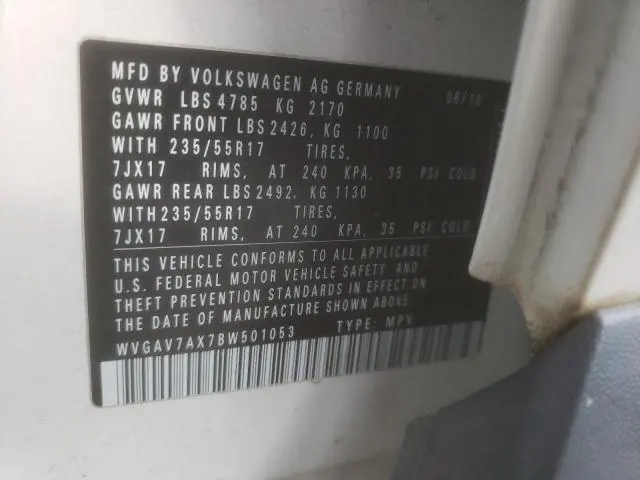 MFD BY VOLKSWAGEN AG GERMANY 06/10
GVWR LBS 4785 KG 2170
GAWR FRONT LBS 2426, KG 1100
WITH 235/55R17 TIRES,
7JX17 RIMS, AT 240 KPA, 35 PSI COLD
GAWR REAR LBS 2492, KG 1130
WITH 235/55R17 TIRES,
7JX17 RIMS, AT 240 KPA, 35 PSI COLD
THIS VEHICLE CONFORMS TO ALL APPLICABLE
U.S. FEDERAL MOTOR VEHICLE SAFETY AND
THEFT PREVENTION STANDARDS IN EFFECT ON
THE DATE OF MANUFACTURE SHOWN ABOVE.
WVGAV7AX7BW501053 TYPE: MPV